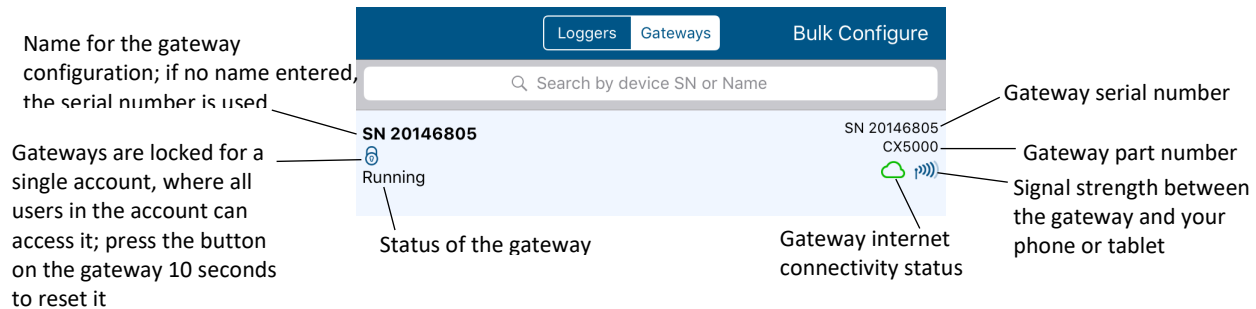 Loggers Gateways Bulk Configure
Search by device SN or Name
Name for the gateway
configuration; if no name entered,
the serial number is used
Gateways are locked for a
single account, where all
users in the account can
access it; press the button
on the gateway 10 seconds
to reset it
SN 20146805
Running
Status of the gateway
SN 20146805
CX5000
Gateway serial number
Gateway part number
Signal strength between
the gateway and your
phone or tablet
Gateway internet
connectivity status